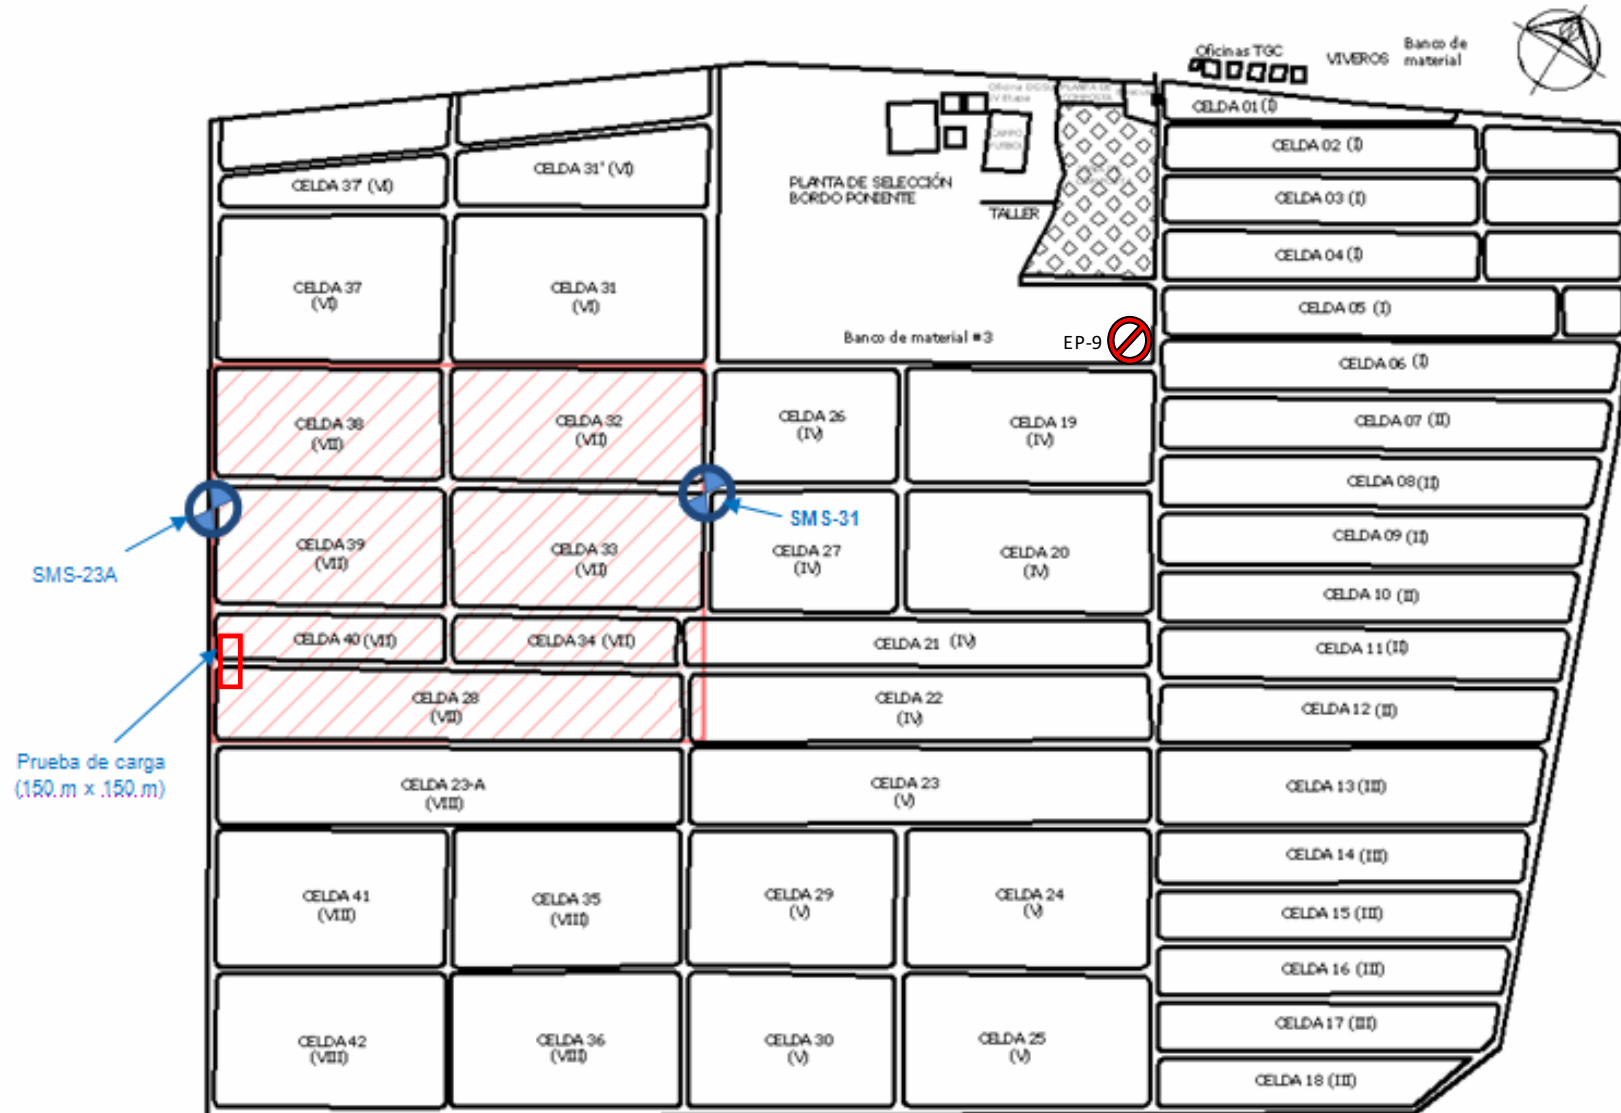 Oficinas TGC
VIVEROS
Banco de
material
CELDA 01 (I)
CELDA 02 (I)
CELDA 03 (I)
CELDA 04 (I)
CELDA 05 (I)
CELDA 06 (I)
CELDA 07 (II)
CELDA 08 (II)
CELDA 09 (II)
CELDA 10 (II)
CELDA 11 (II)
CELDA 12 (II)
CELDA 13 (III)
CELDA 14 (III)
CELDA 15 (III)
CELDA 16 (III)
CELDA 17 (III)
CELDA 18 (III)
PLANTA DE
COMPOSTA
CAMPO
FUTBOL
PLANTA DE SELECCIÓN
BORDO PONIENTE
TALLER
Banco de material #3
EP-9
CELDA 37' (VI)
CELDA 31' (VI)
CELDA 37
(VI)
CELDA 31
(VI)
CELDA 38
(VII)
CELDA 32
(VII)
CELDA 26
(IV)
CELDA 19
(IV)
SMS-23A
SMS-31
CELDA 39
(VII)
CELDA 33
(VII)
CELDA 27
(IV)
CELDA 20
(IV)
CELDA 40 (VII)
CELDA 34 (VII)
CELDA 21 (IV)
CELDA 28
(VII)
CELDA 22
(IV)
Prueba de carga
(150 m x 150 m)
CELDA 23-A
(VIII)
CELDA 23
(V)
CELDA 41
(VIII)
CELDA 35
(VIII)
CELDA 29
(V)
CELDA 24
(V)
CELDA 42
(VIII)
CELDA 36
(VIII)
CELDA 30
(V)
CELDA 25
(V)